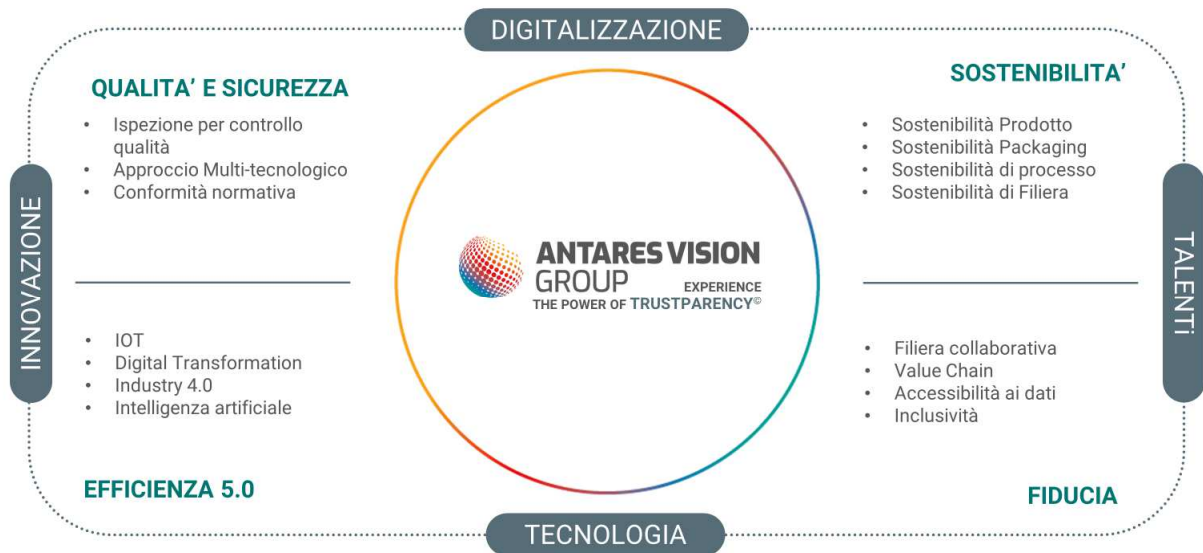 DIGITALIZZAZIONE
QUALITA’ E SICUREZZA
• Ispezione per controllo
qualità
• Approccio Multi-tecnologico
• Conformità normativa
SOSTENIBILITA’
• Sostenibilità Prodotto
• Sostenibilità Packaging
• Sostenibilità di processo
• Sostenibilità di Filiera
INNOVAZIONE
ANTARES VISION
GROUP
EXPERIENCE
THE POWER OF TRUSTPARENCY©
TALENTi
• IOT
• Digital Transformation
• Industry 4.0
• Intelligenza artificiale
EFFICIENZA 5.0
• Filiera collaborativa
• Value Chain
• Accessibilità ai dati
• Inclusività
FIDUCIA
TECNOLOGIA